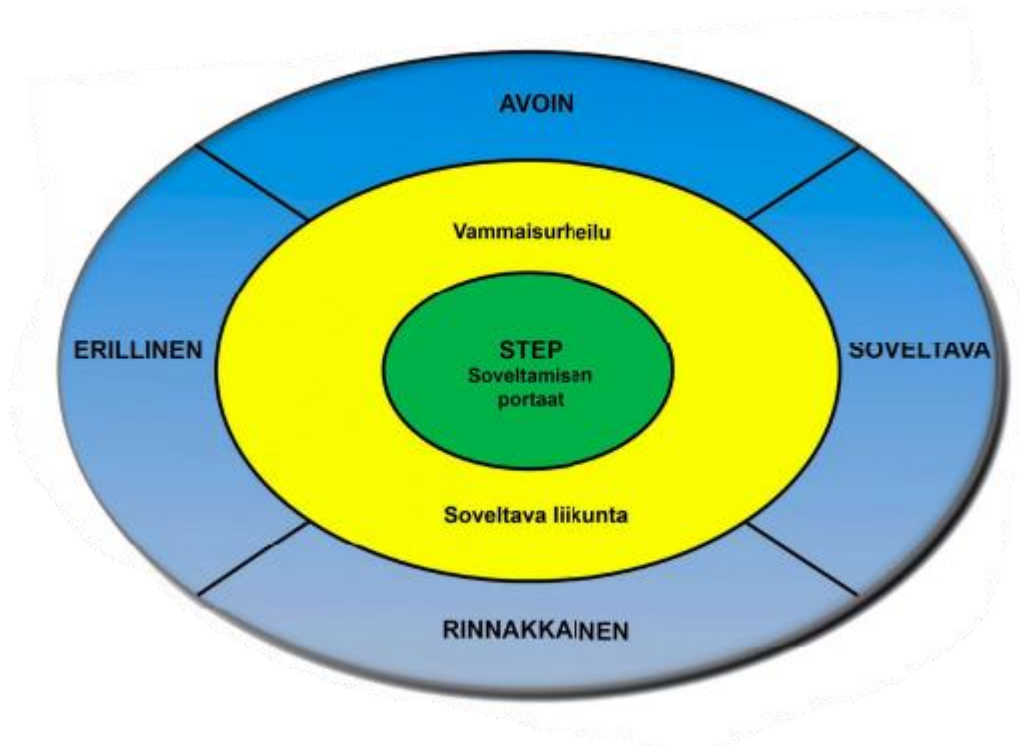 AVOIN
Vammaisurheilu
ERILLINEN
STEP
Soveltamisen
portaat
SOVELTAVA
Soveltava liikunta
RINNAKKAINEN